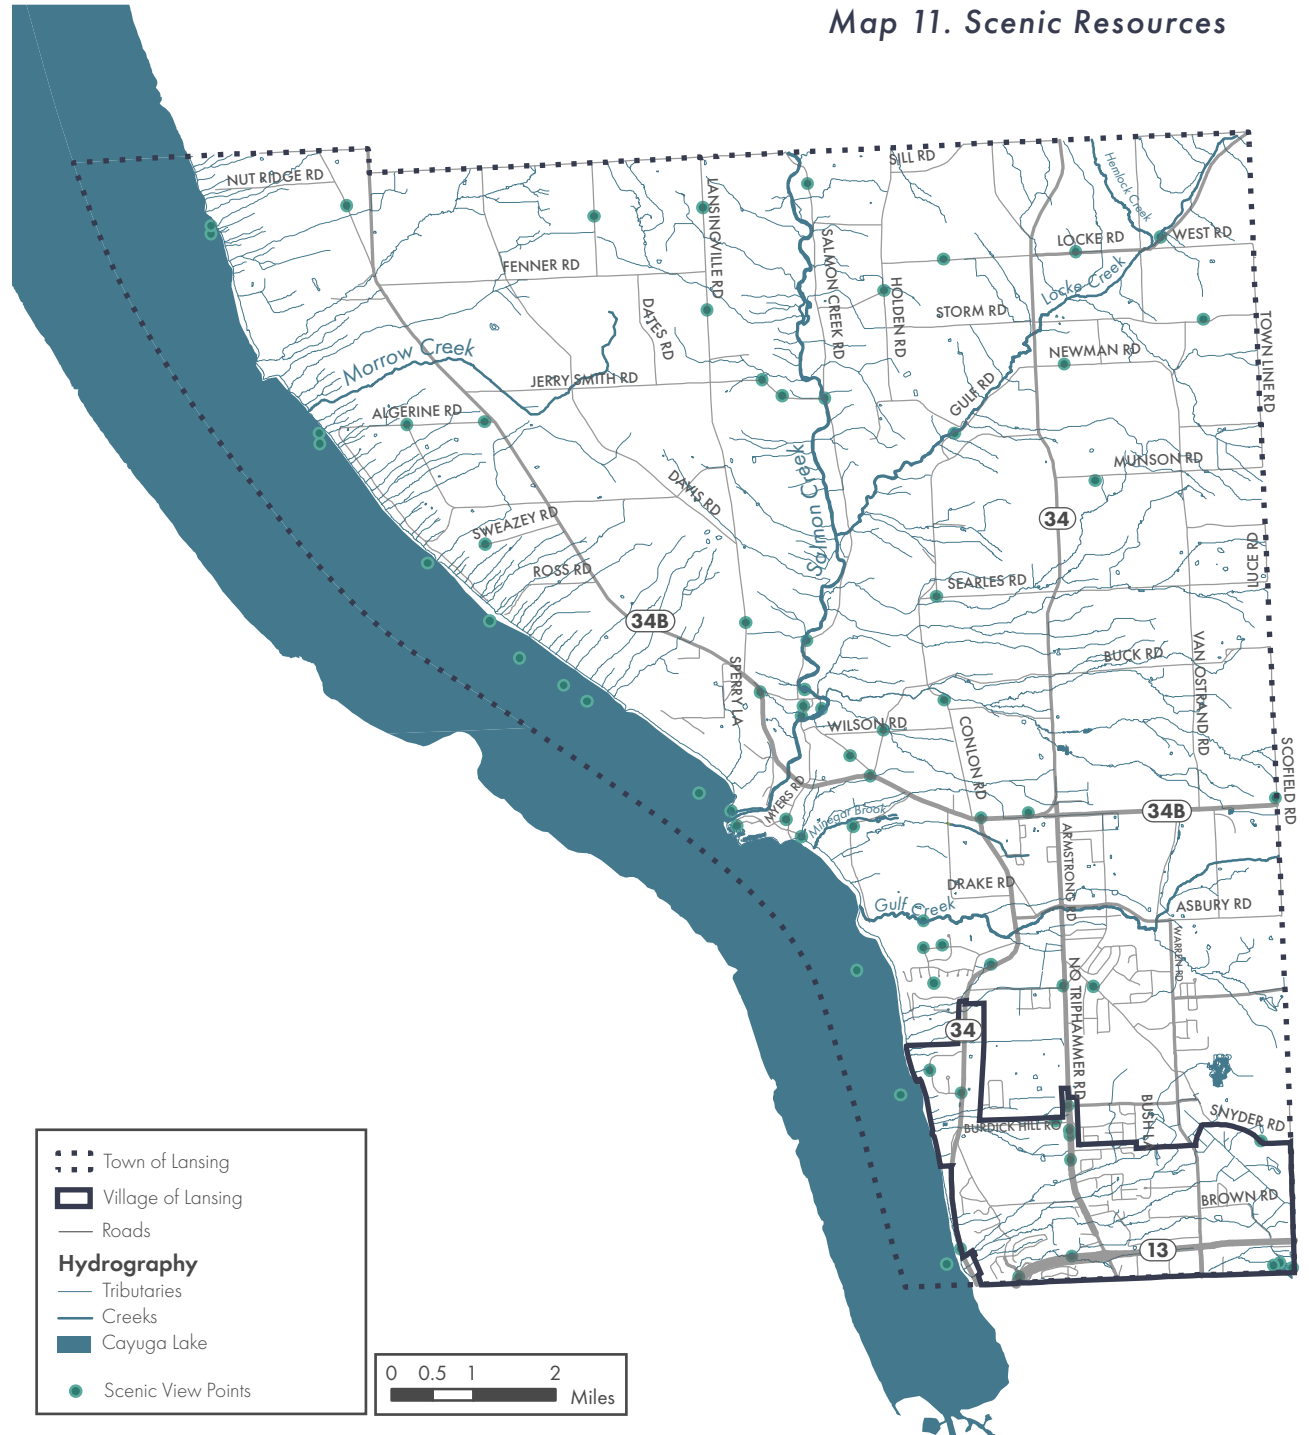 Map 11. Scenic Resources
NUT RIDGE RD
LANSINGVILLE RD
SILL RD
Hemlock Creek
SALMON CREEK RD
LOCKE RD
WEST RD
FENNER RD
Locke Creek
HOLDEN RD
DATES RD
STORM RD
TOWN LINE RD
Morrow Creek
NEWMAN RD
JERRY SMITH RD
GULF RD
ALGERINE RD
MUNSON RD
Salmon Creek
DAVIS RD
SWEAZEY RD
34
LUCE RD
ROSS RD
SEARLES RD
34B
BUCK RD
VAN OSTRAND RD
SPERRY LA
WILSON RD
CONLON RD
SCOFIELD RD
MYERS RD
Minegar Brook
34B
ARMSTRONG RD
DRAKE RD
Gulf Creek
ASBURY RD
WARREN RD
NO TRIPHAMMER RD
34
BURDICK HILL RD
BUSH LA
SNYDER RD
BROWN RD
13
Town of Lansing
Village of Lansing
Roads
Hydrography
Tributaries
Creeks
Cayuga Lake
Scenic View Points
0 0.5 1 2
Miles